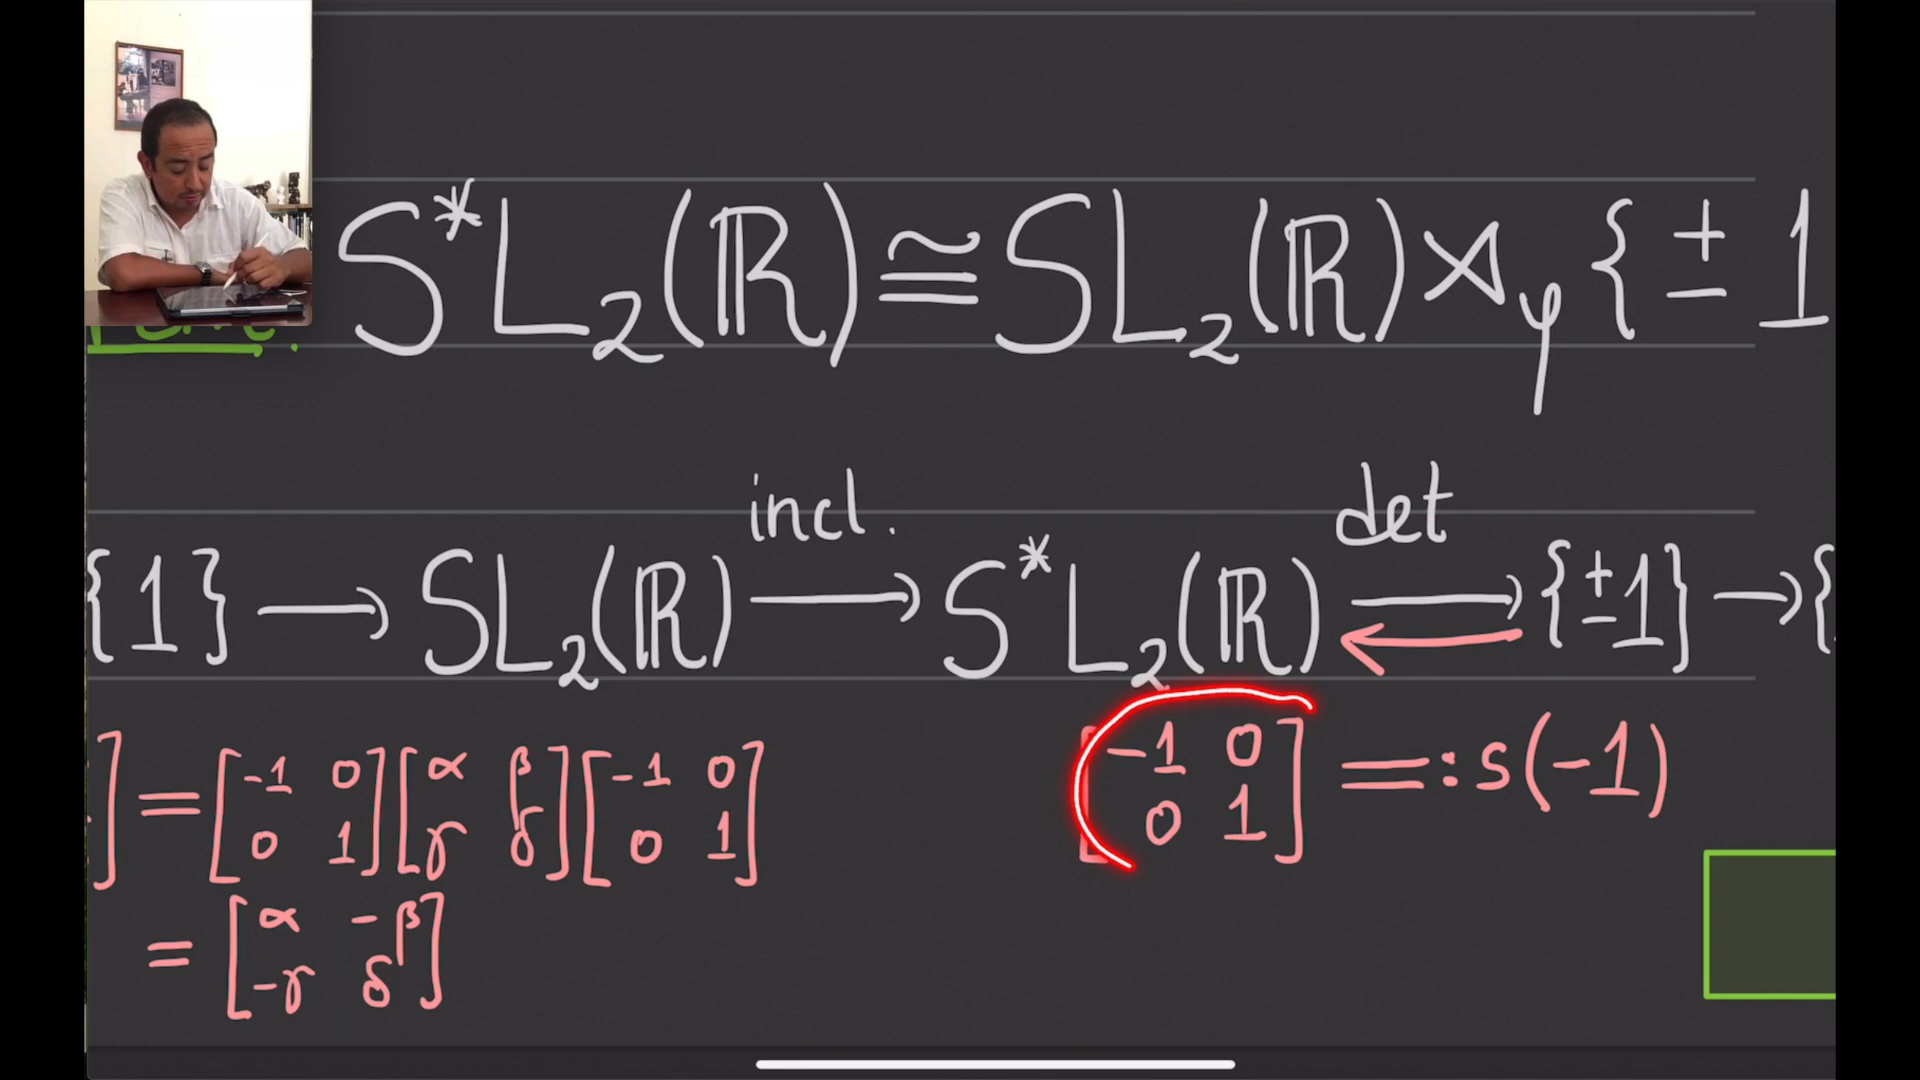 S*L₂(ℝ) ≅ SL₂(ℝ) ⋊ᵩ {± 1
incl. det
{1} ⟶ SL₂(ℝ) ⟶ S*L₂(ℝ) ⇄ {±1} ⟶ {
] = [-1 0] [α β] [-1 0] [-1 0] =: s(-1)
[0 1] [γ δ] [0 1] [0 1]
= [α -β]
[-γ δ]